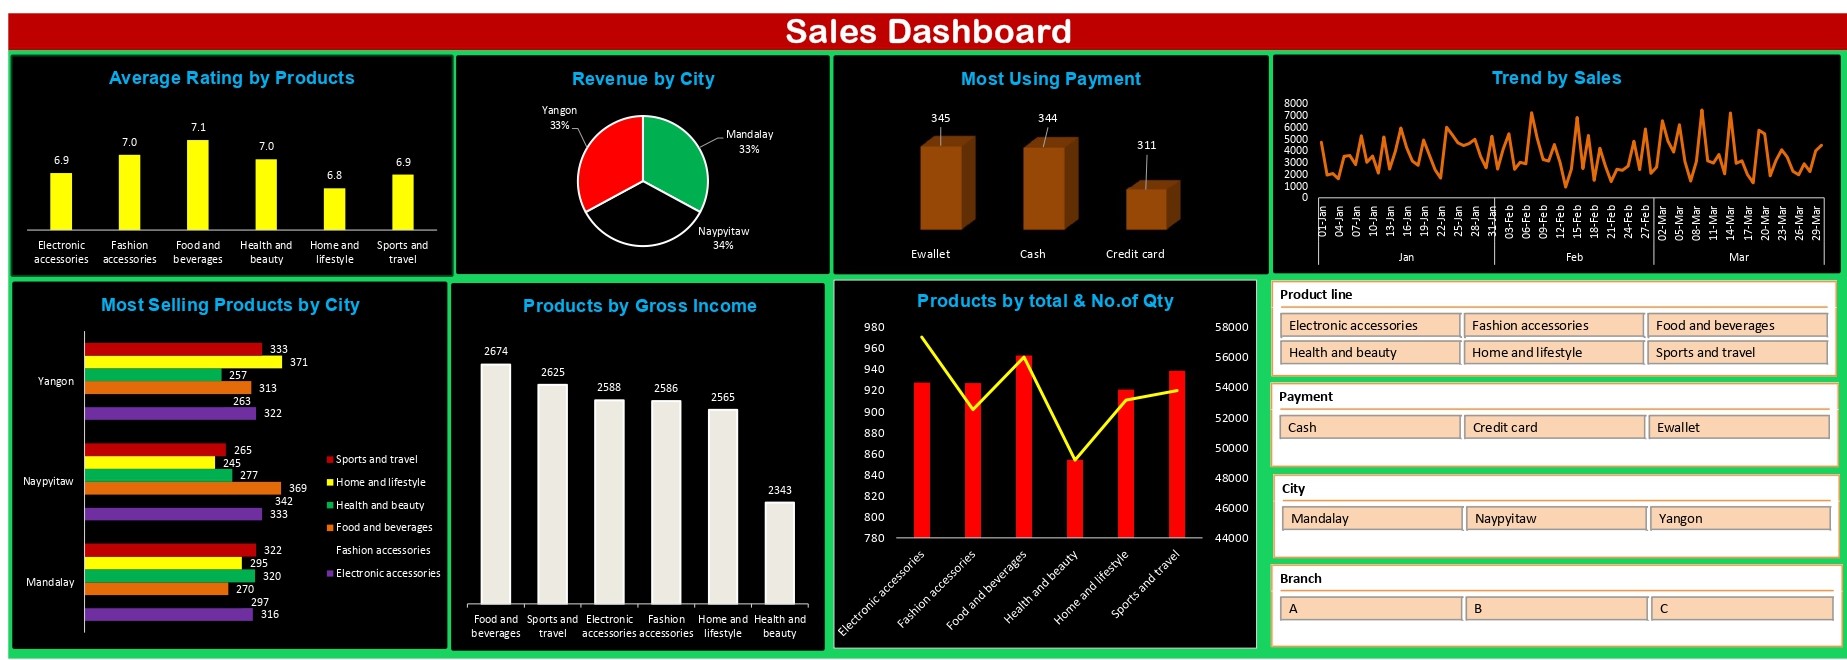 Sales Dashboard
Average Rating by Products
6.9
7.0
7.1
7.0
6.8
6.9
Electronic accessories
Fashion accessories
Food and beverages
Health and beauty
Home and lifestyle
Sports and travel
Revenue by City
Yangon
33%
Mandalay
33%
Naypyitaw
34%
Most Using Payment
345
344
311
Ewallet
Cash
Credit card
Trend by Sales
8000
7000
6000
5000
4000
3000
2000
1000
0
01-Jan
04-Jan
07-Jan
10-Jan
13-Jan
16-Jan
19-Jan
22-Jan
25-Jan
28-Jan
31-Jan
03-Feb
06-Feb
09-Feb
12-Feb
15-Feb
18-Feb
21-Feb
24-Feb
27-Feb
02-Mar
05-Mar
08-Mar
11-Mar
14-Mar
17-Mar
20-Mar
23-Mar
26-Mar
29-Mar
Jan
Feb
Mar
Most Selling Products by City
Yangon
333
371
257
313
263
322
Naypyitaw
265
245
277
369
342
333
Mandalay
322
295
320
270
297
316
Sports and travel
Home and lifestyle
Health and beauty
Food and beverages
Fashion accessories
Electronic accessories
Products by Gross Income
2674
2625
2588
2586
2565
2343
Food and beverages
Sports and travel
Electronic accessories
Fashion accessories
Home and lifestyle
Health and beauty
Products by total & No.of Qty
980
960
940
920
900
880
860
840
820
800
780
58000
56000
54000
52000
50000
48000
46000
44000
Electronic accessories
Fashion accessories
Food and beverages
Health and beauty
Home and lifestyle
Sports and travel
Product line
Electronic accessories
Fashion accessories
Food and beverages
Health and beauty
Home and lifestyle
Sports and travel
Payment
Cash
Credit card
Ewallet
City
Mandalay
Naypyitaw
Yangon
Branch
A
B
C